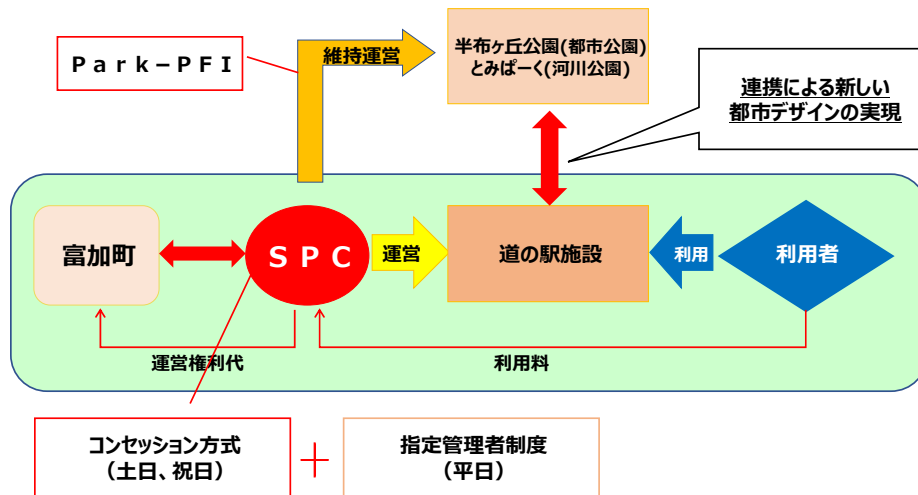 Park－PFI
維持運営
半布ヶ丘公園(都市公園)
とみぱーく(河川公園)
連携による新しい
都市デザインの実現
富加町
SPC
運営
道の駅施設
利用
利用者
運営権利代
利用料
コンセッション方式
（土日、祝日）
＋
指定管理者制度
（平日）